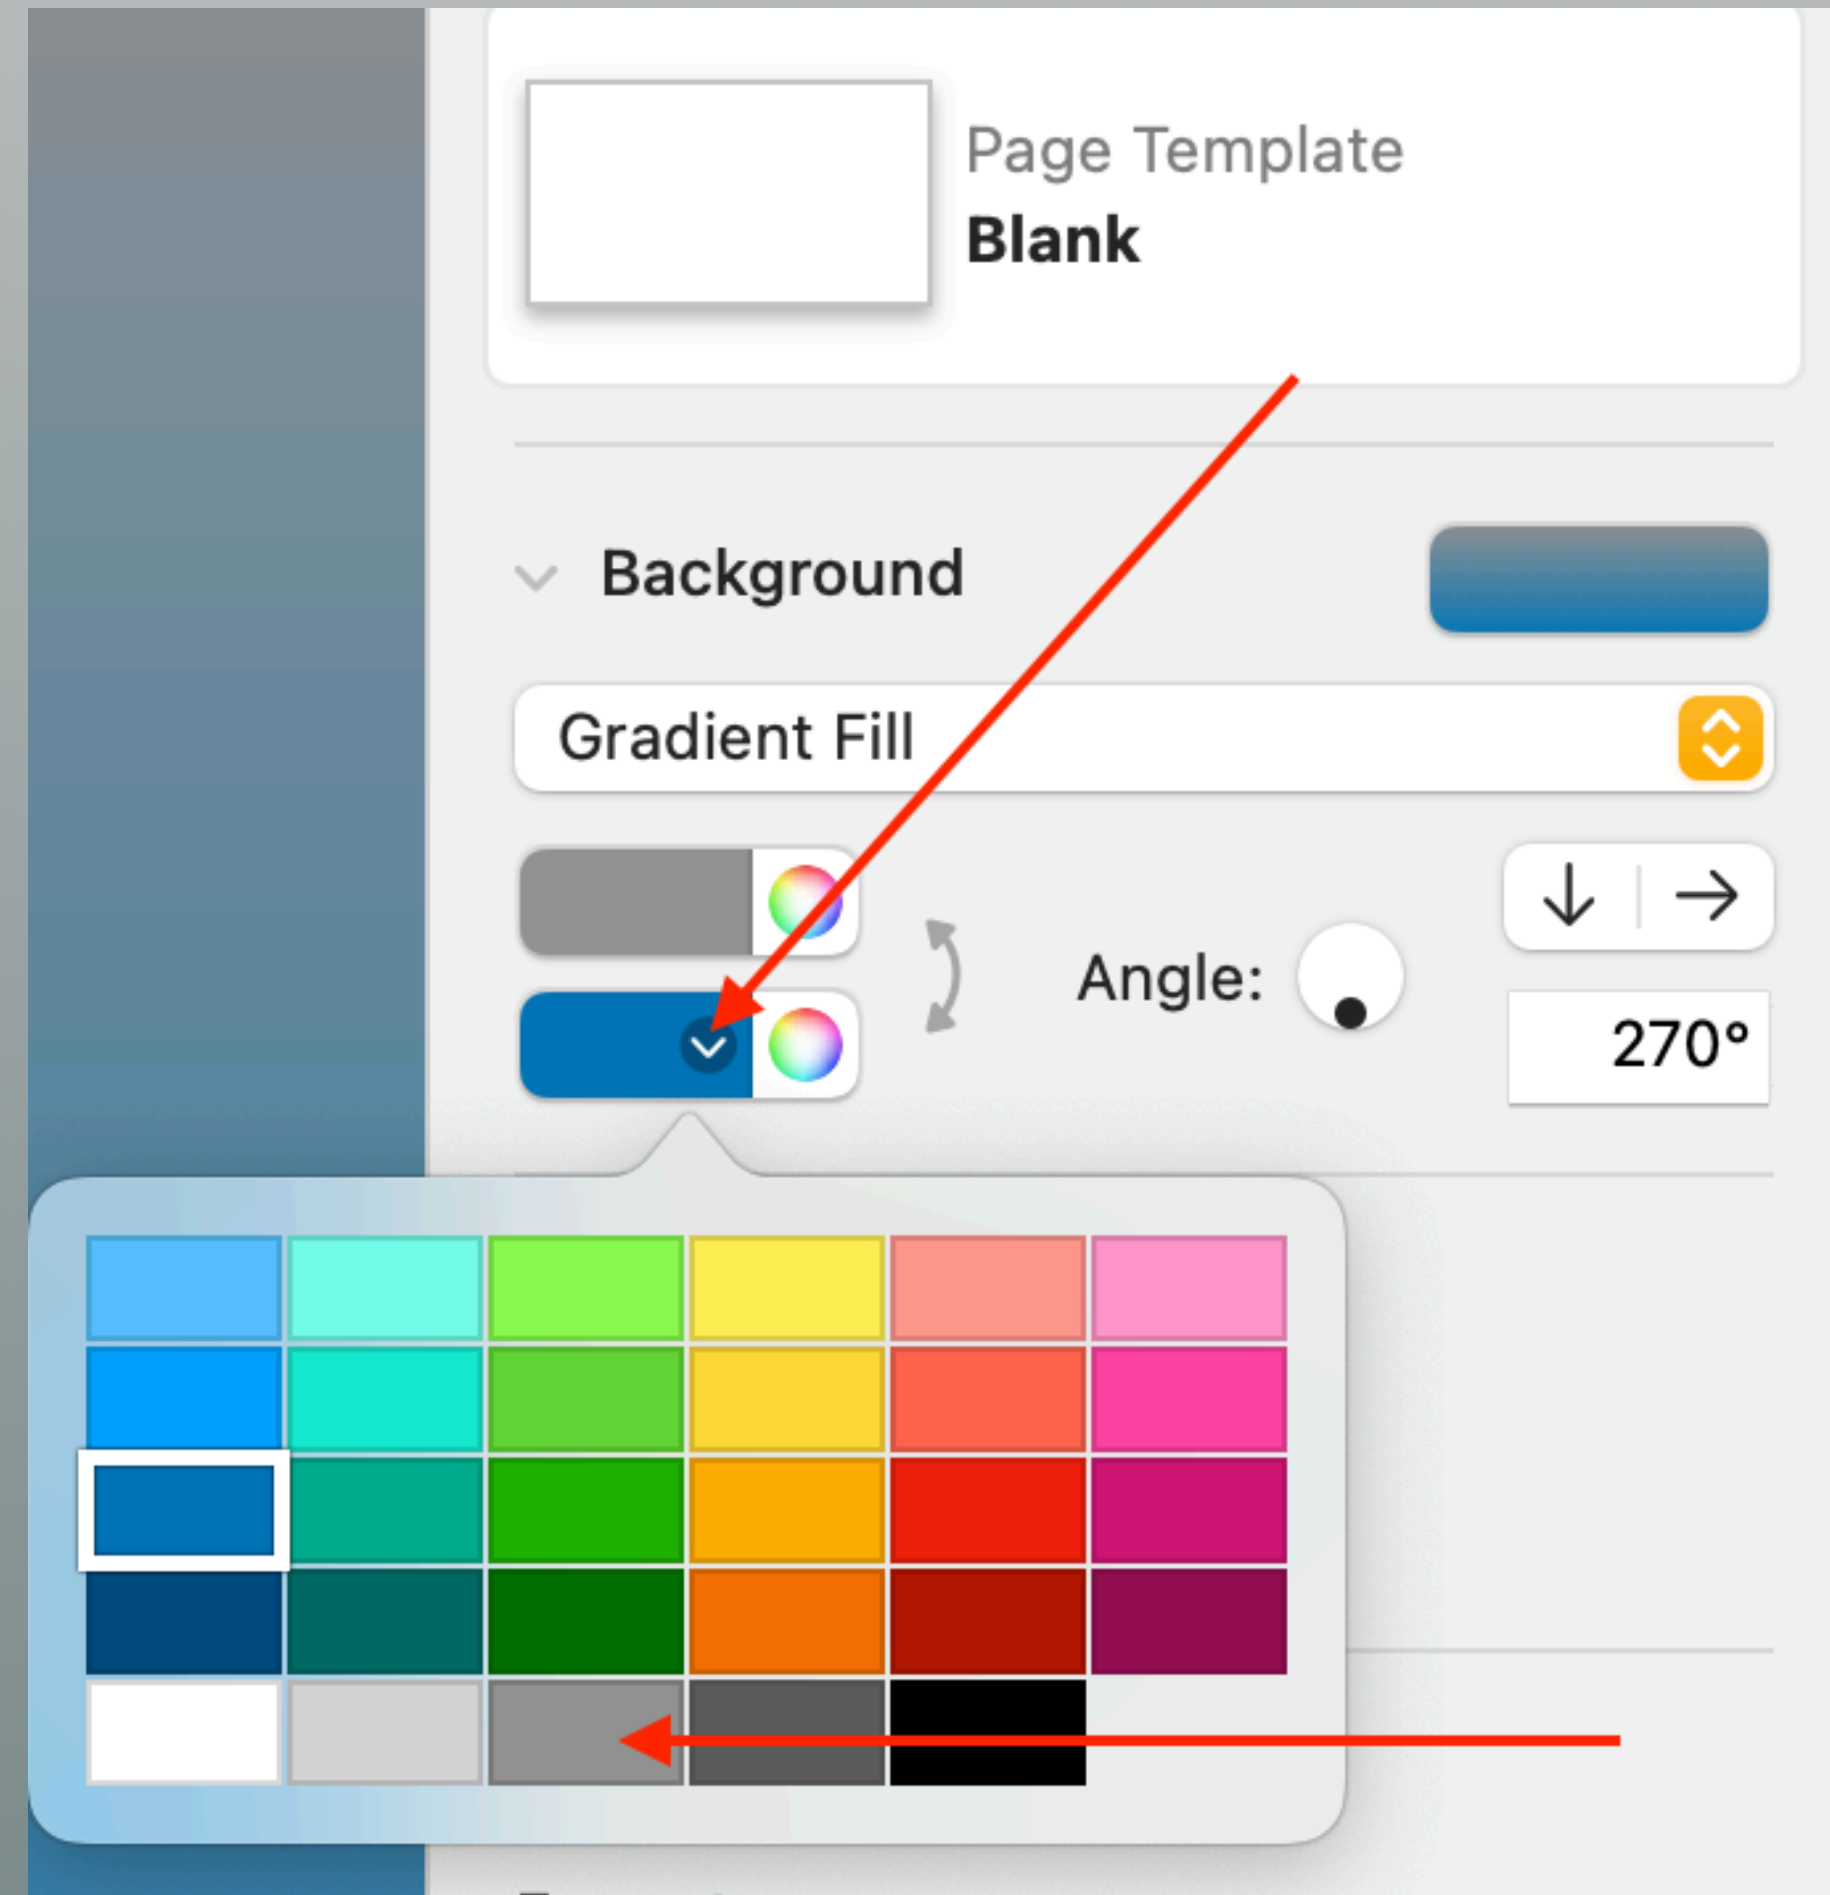 Page Template
Blank
Background
Gradient Fill
Angle:
270°